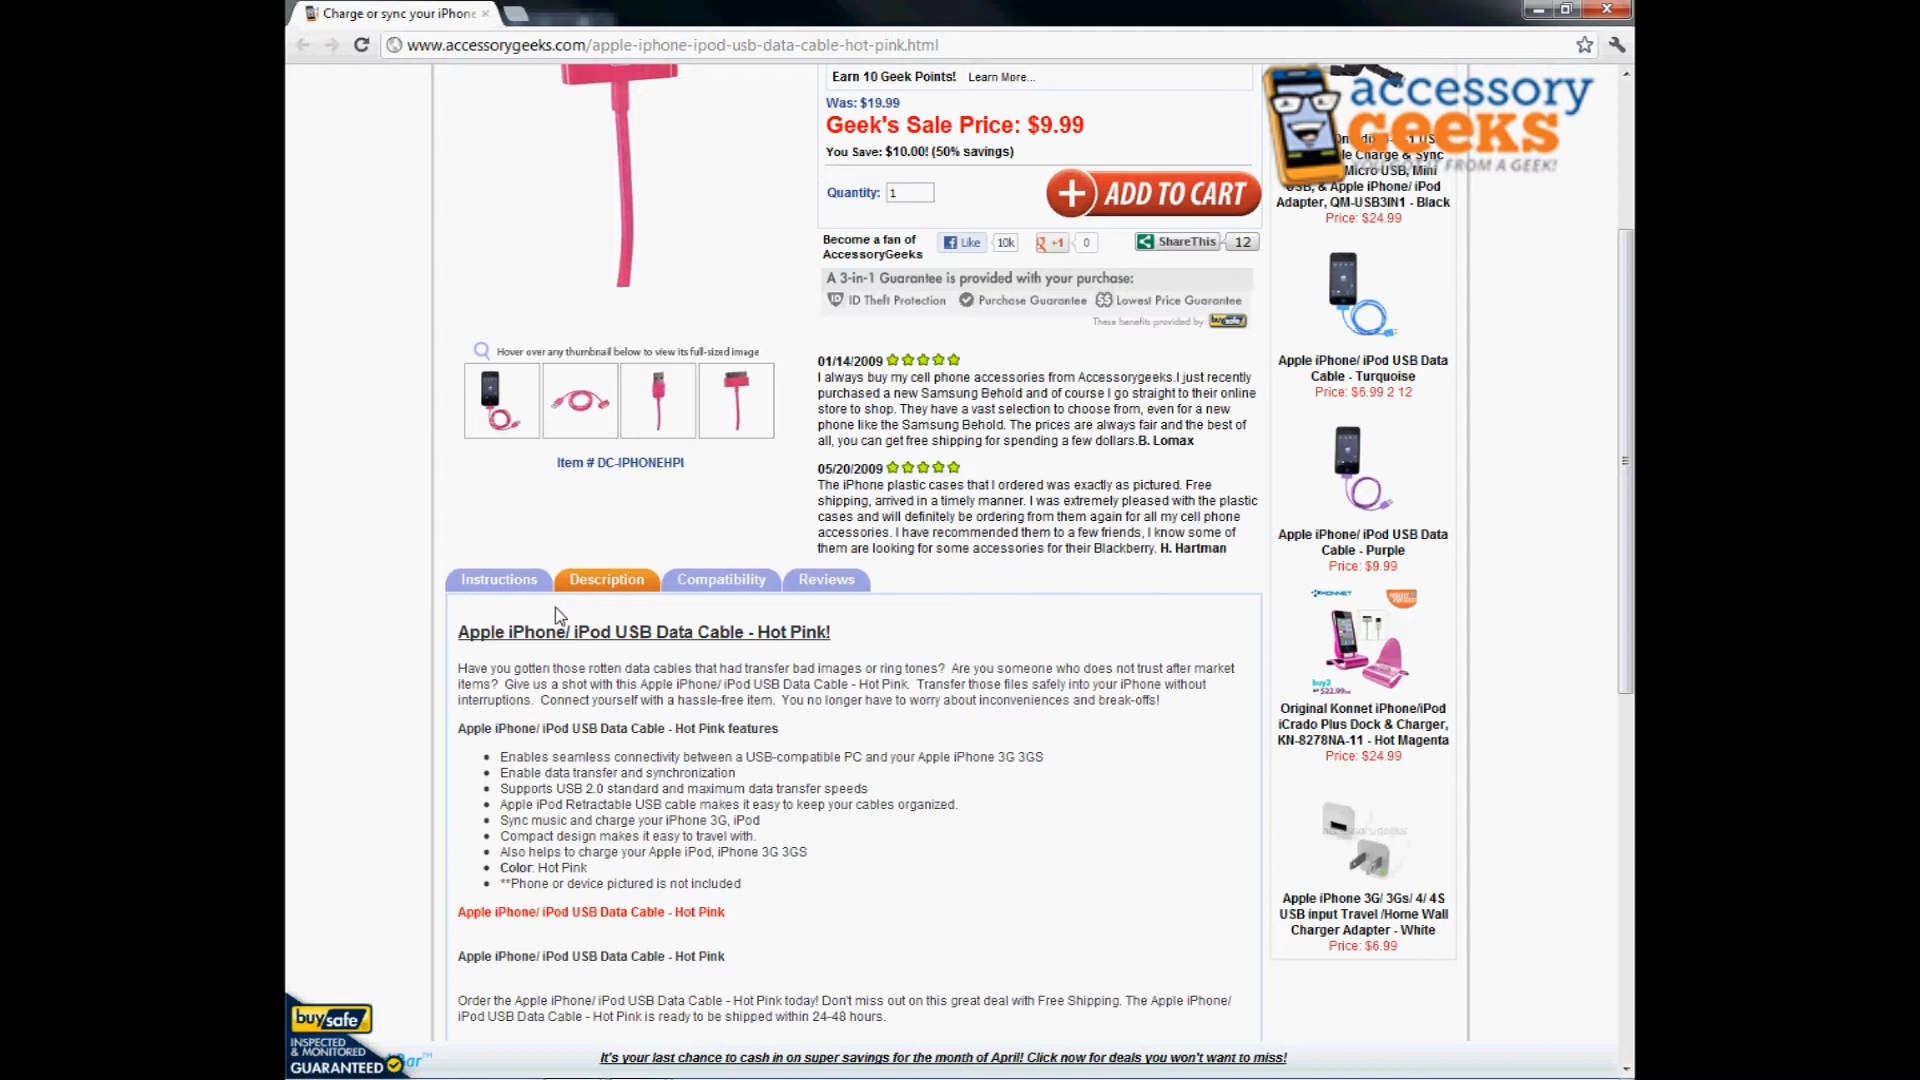 Charge or sync your iPhone
www.accessorygeeks.com/apple-iphone-ipod-usb-data-cable-hot-pink.html
Earn 10 Geek Points! Learn More...
Was: $19.99
Geek's Sale Price: $9.99
You Save: $10.00! (50% savings)
Quantity: 1
ADD TO CART
Become a fan of
AccessoryGeeks
Like 10k
+1 0
ShareThis 12
A 3-in-1 Guarantee is provided with your purchase:
ID Theft Protection Purchase Guarantee Lowest Price Guarantee
These benefits provided by: buySafe
Hover over any thumbnail below to view its full-sized image
Item # DC-IPHONEHPI
01/14/2009
I always buy my cell phone accessories from Accessorygeeks.I just recently
purchased a new Samsung Behold and of course I go straight to their online
store to shop. They have a vast selection to choose from, even for a new
phone like the Samsung Behold. The prices are always fair and the best of
all, you can get free shipping for spending a few dollars.B. Lomax
05/20/2009
The iPhone plastic cases that I ordered was exactly as pictured. Free
shipping, arrived in a timely manner. I was extremely pleased with the plastic
cases and will definitely be ordering from them again for all my cell phone
accessories. I have recommended them to a few friends, I know some of
them are looking for some accessories for their Blackberry. H. Hartman
Instructions Description Compatibility Reviews
Apple iPhone/ iPod USB Data Cable - Hot Pink!
Have you gotten those rotten data cables that had transfer bad images or ring tones? Are you someone who does not trust after market
items? Give us a shot with this Apple iPhone/ iPod USB Data Cable - Hot Pink. Transfer those files safely into your iPhone without
interruptions. Connect yourself with a hassle-free item. You no longer have to worry about inconveniences and break-offs!
Apple iPhone/ iPod USB Data Cable - Hot Pink features
Enables seamless connectivity between a USB-compatible PC and your Apple iPhone 3G 3GS
Enable data transfer and synchronization
Supports USB 2.0 standard and maximum data transfer speeds
Apple iPod Retractable USB cable makes it easy to keep your cables organized.
Sync music and charge your iPhone 3G, iPod
Compact design makes it easy to travel with.
Also helps to charge your Apple iPod, iPhone 3G 3GS
Color: Hot Pink
**Phone or device pictured is not included
Apple iPhone/ iPod USB Data Cable - Hot Pink
Apple iPhone/ iPod USB Data Cable - Hot Pink
Order the Apple iPhone/ iPod USB Data Cable - Hot Pink today! Don't miss out on this great deal with Free Shipping. The Apple iPhone/
iPod USB Data Cable - Hot Pink is ready to be shipped within 24-48 hours.
accessory
geeks
FROM A GEEK!
Charge & Sync
Micro USB, Mini
USB, & Apple iPhone/ iPod
Adapter, QM-USB3IN1 - Black
Price: $24.99
Apple iPhone/ iPod USB Data
Cable - Turquoise
Price: $6.99 2 12
Apple iPhone/ iPod USB Data
Cable - Purple
Price: $9.99
KONNET
buy2
$22.99
Original Konnet iPhone/iPod
iCrado Plus Dock & Charger,
KN-8278NA-11 - Hot Magenta
Price: $24.99
Apple iPhone 3G/ 3Gs/ 4/ 4S
USB input Travel /Home Wall
Charger Adapter - White
Price: $6.99
buySafe
INSPECTED
& MONITORED
GUARANTEED
It's your last chance to cash in on super savings for the month of April! Click now for deals you won't want to miss!